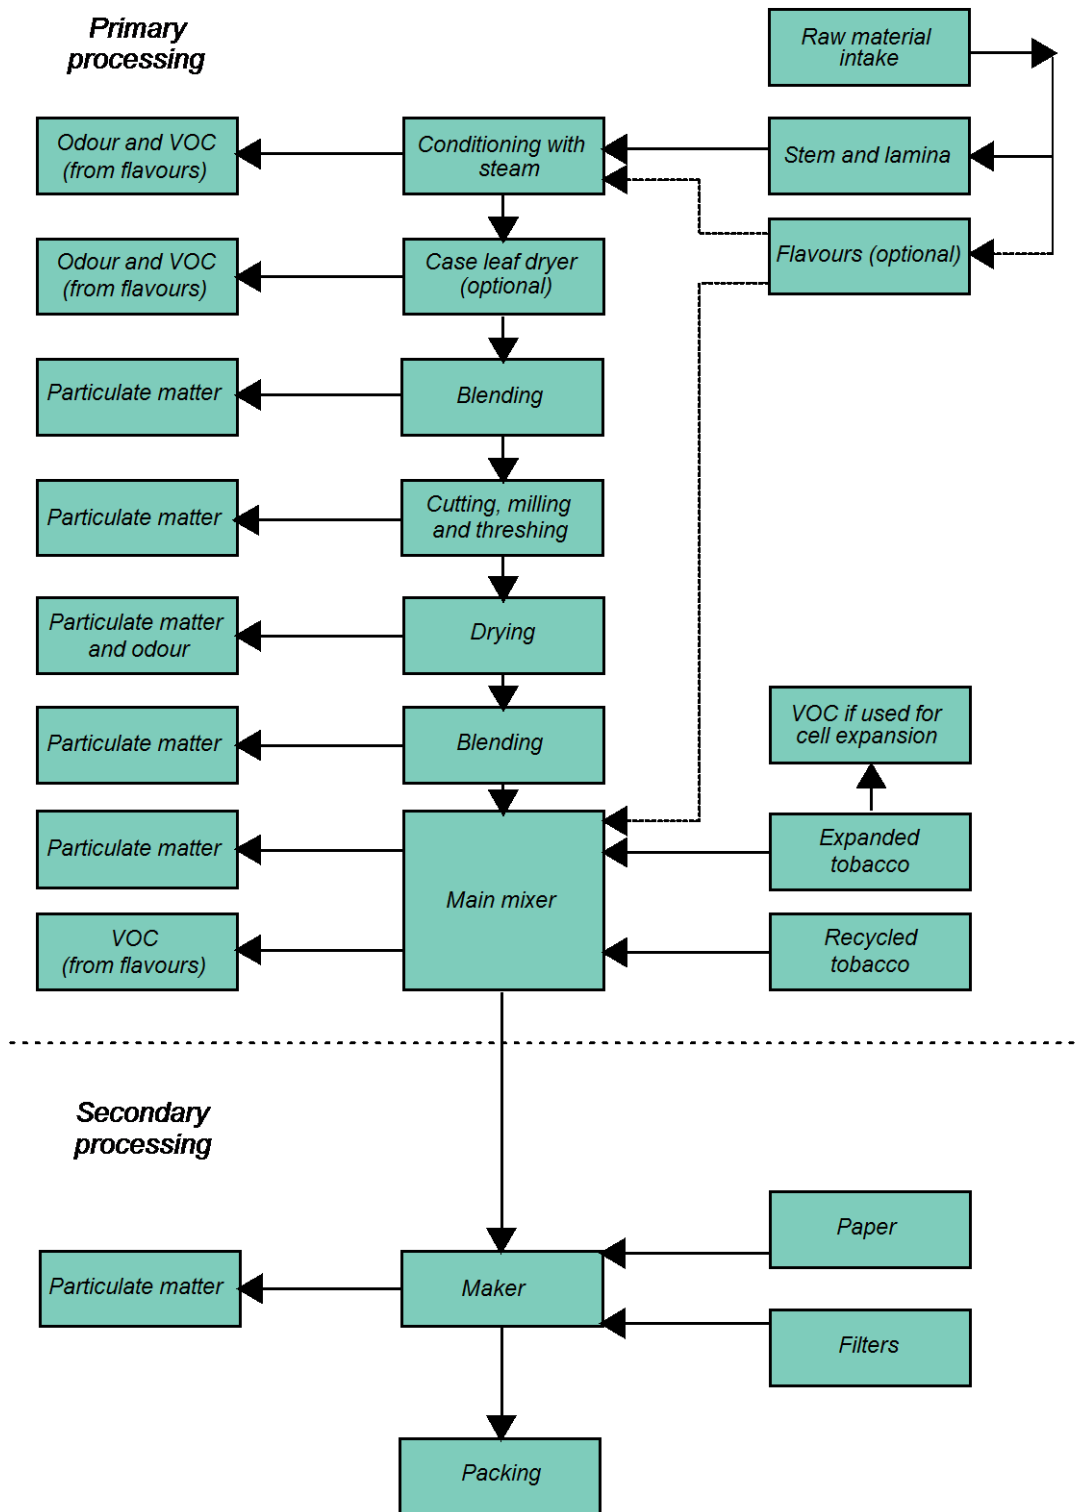 Primary
processing
Raw material
intake
Odour and VOC
(from flavours)
Conditioning with
steam
Stem and lamina
Odour and VOC
(from flavours)
Case leaf dryer
(optional)
Flavours (optional)
Particulate matter
Blending
Particulate matter
Cutting, milling
and threshing
Particulate matter
and odour
Drying
Particulate matter
Blending
VOC if used for
cell expansion
Particulate matter
Main mixer
Expanded
tobacco
VOC
(from flavours)
Recycled
tobacco
Secondary
processing
Paper
Particulate matter
Maker
Filters
Packing